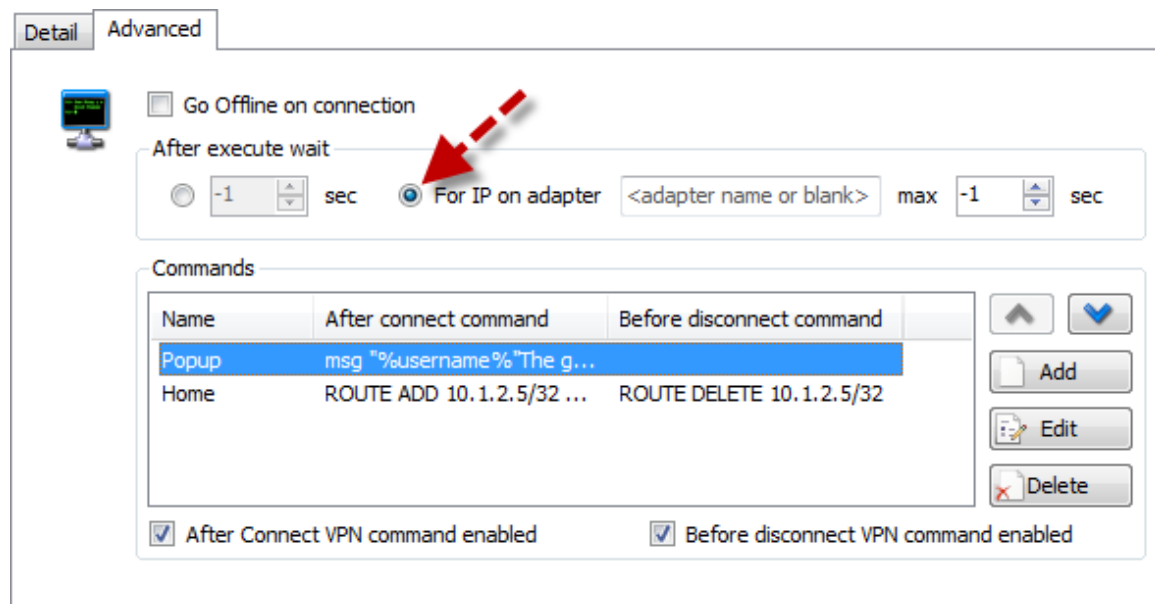 Detail Advanced
Go Offline on connection
After execute wait
-1 sec For IP on adapter <adapter name or blank> max -1 sec
Commands
Name After connect command Before disconnect command
Popup msg "%username%"The g...
Home ROUTE ADD 10.1.2.5/32 ... ROUTE DELETE 10.1.2.5/32
Add
Edit
Delete
After Connect VPN command enabled Before disconnect VPN command enabled